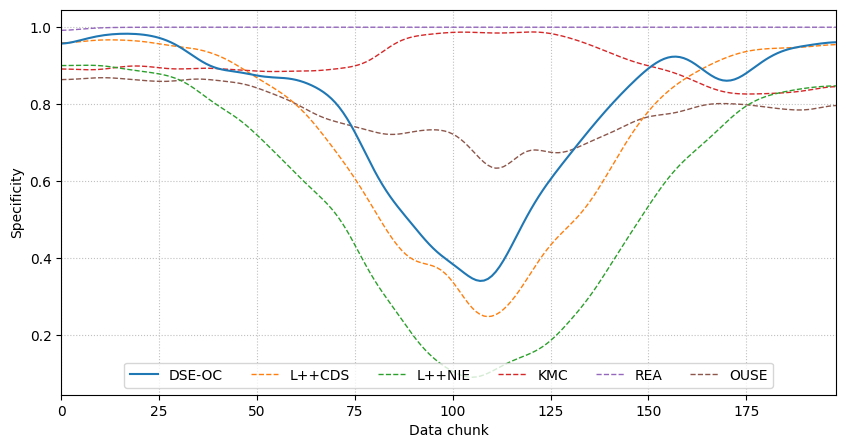 1.0
0.8
0.6
0.4
0.2
Specificity
DSE-OC L++CDS L++NIE KMC REA OUSE
0 25 50 75 100 125 150 175
Data chunk